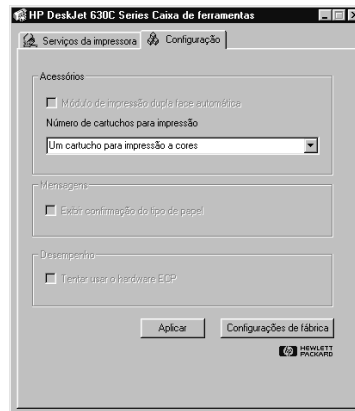 HP DeskJet 630C Series Caixa de ferramentas
Serviços da impressora Configuração
Acessórios
Módulo de impressão dupla face automática
Número de cartuchos para impressão
Um cartucho para impressão a cores
Mensagens
Exibir confirmação do tipo de papel
Desempenho
Tentar usar o hardware ECP
Aplicar Configurações de fábrica
hp HEWLETT
PACKARD